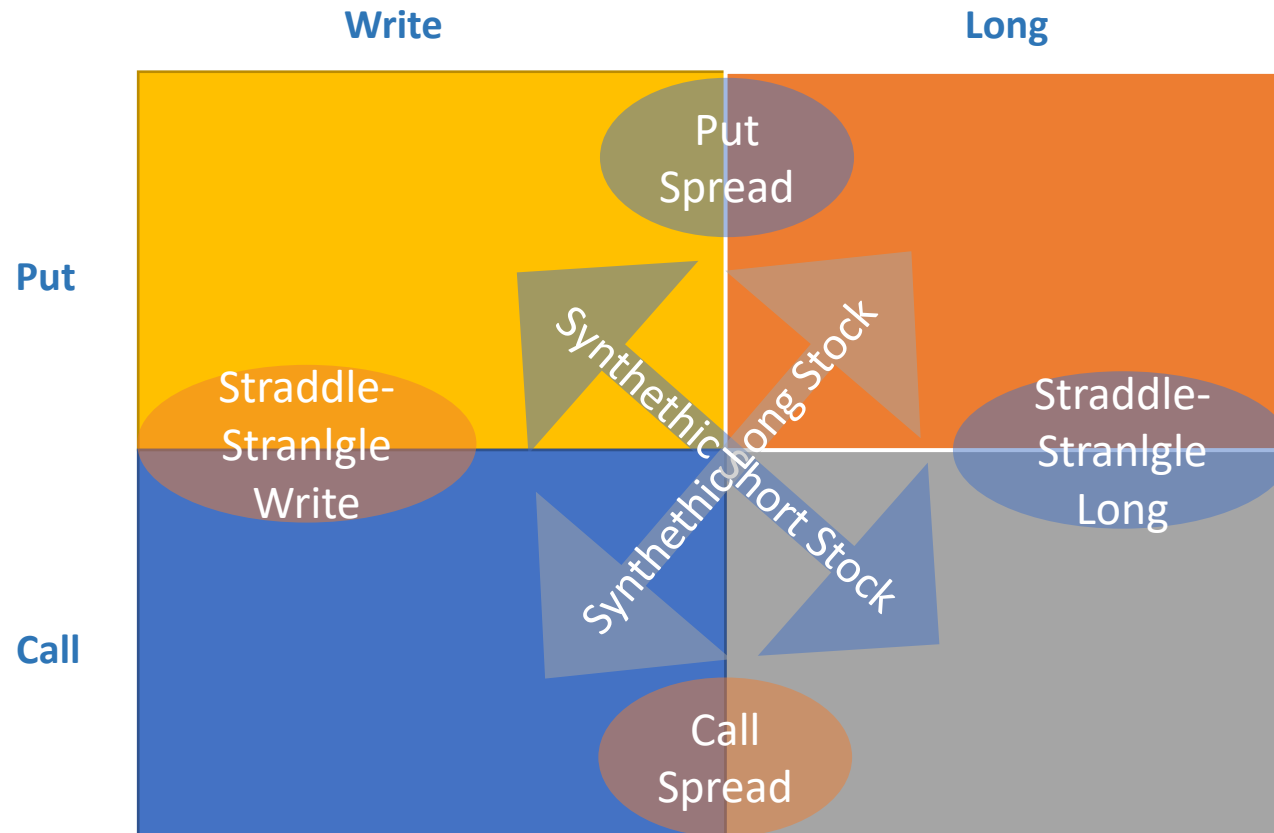 Write
Long
Put
Spread
Put
Synthethic Short Stock
Synthethic Long Stock
Straddle-
Stranlgle
Write
Straddle-
Stranlgle
Long
Call
Call
Spread